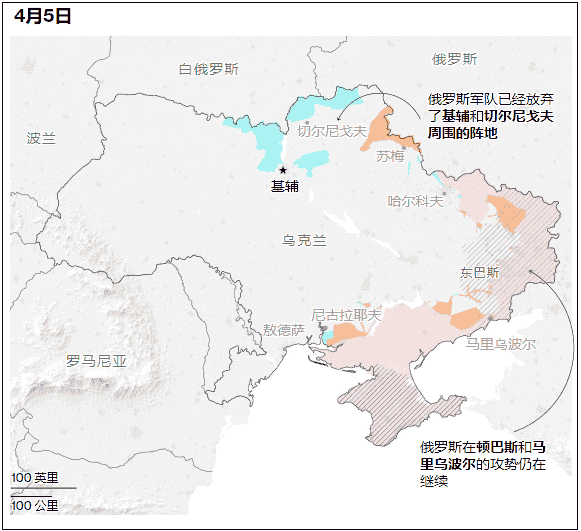 4月5日
俄罗斯
白俄罗斯
俄罗斯军队已经放弃
了基辅和切尔尼戈夫
周围的阵地
波兰
切尔尼戈夫
苏梅
基辅
哈尔科夫
乌克兰
东巴斯
尼古拉耶夫
敖德萨
马里乌波尔
罗马尼亚
俄罗斯在顿巴斯和马
里乌波尔的攻势仍在
继续
100 英里
100 公里